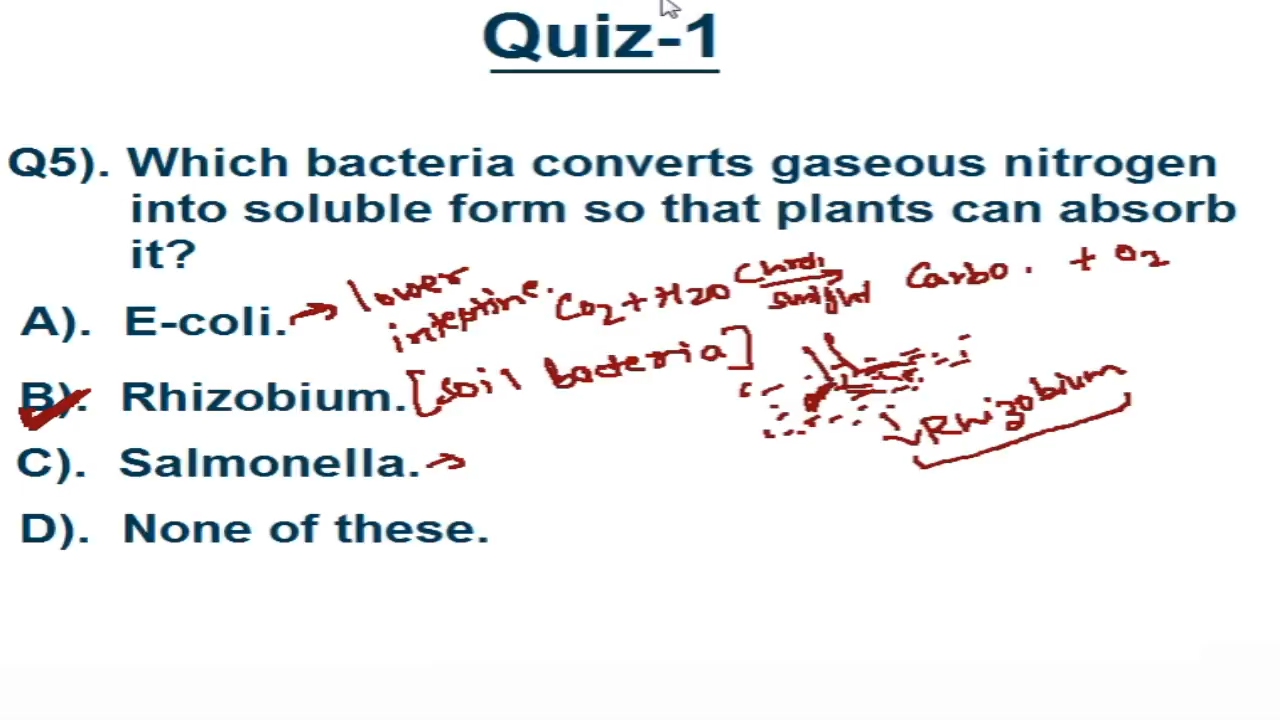 Quiz-1
Q5). Which bacteria converts gaseous nitrogen
into soluble form so that plants can absorb
it?
A). E-coli. → lower
intestine. CO2 + H2O → Carbo. + O2
B). Rhizobium. [soil bacteria]
Rhizobium
C). Salmonella. →
D). None of these.